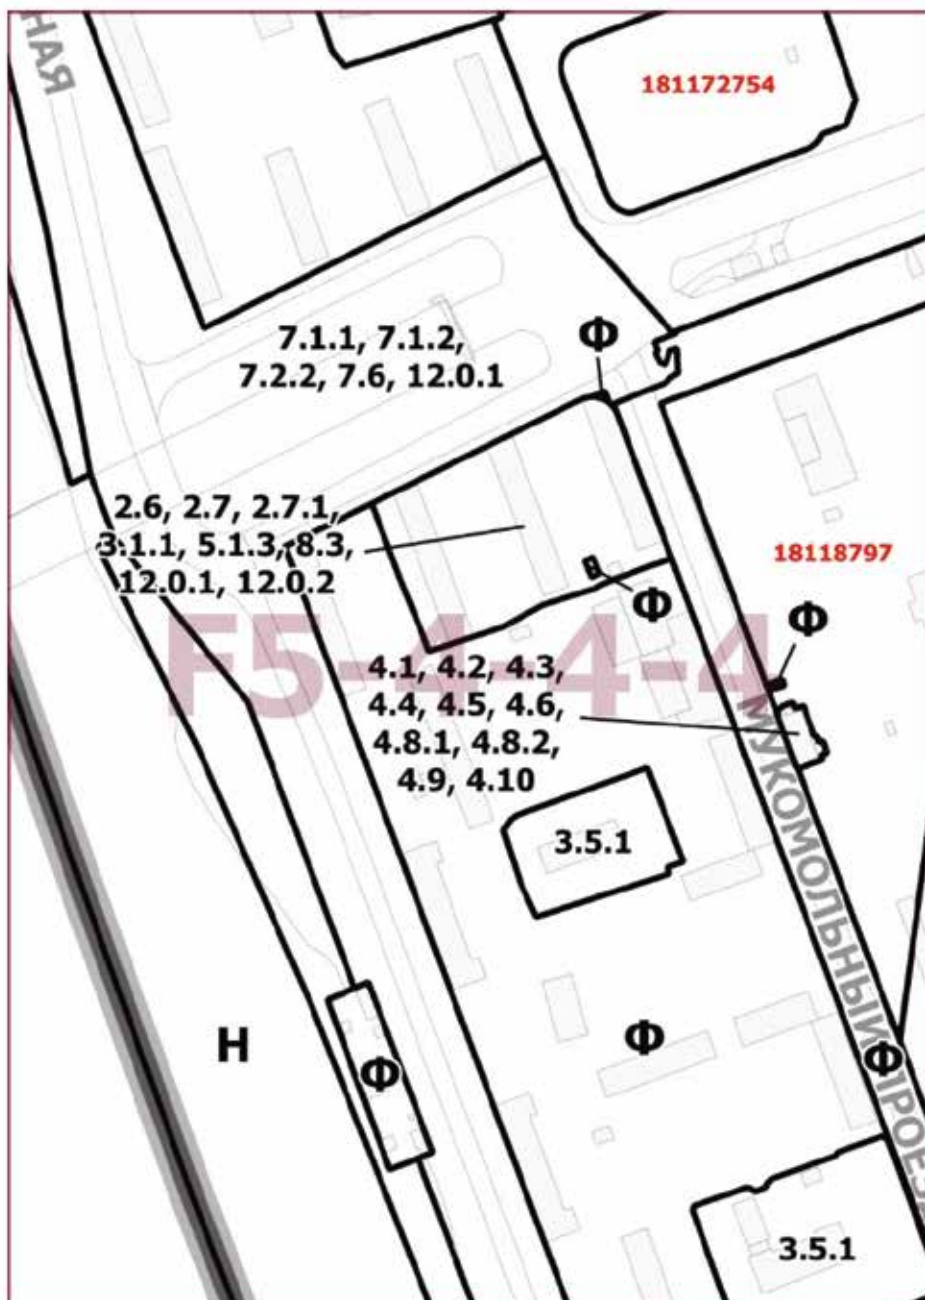 НАЯ
181172754
7.1.1, 7.1.2,
7.2.2, 7.6, 12.0.1
Ф
2.6, 2.7, 2.7.1,
3.1.1, 5.1.3, 8.3,
12.0.1, 12.0.2
18118797
Ф
Ф
F5-4-4-4
4.1, 4.2, 4.3,
4.4, 4.5, 4.6,
4.8.1, 4.8.2,
4.9, 4.10
МУКОМОЛЬНЫЙ ПРОЕЗД
3.5.1
Н
Ф
Ф
Ф
3.5.1